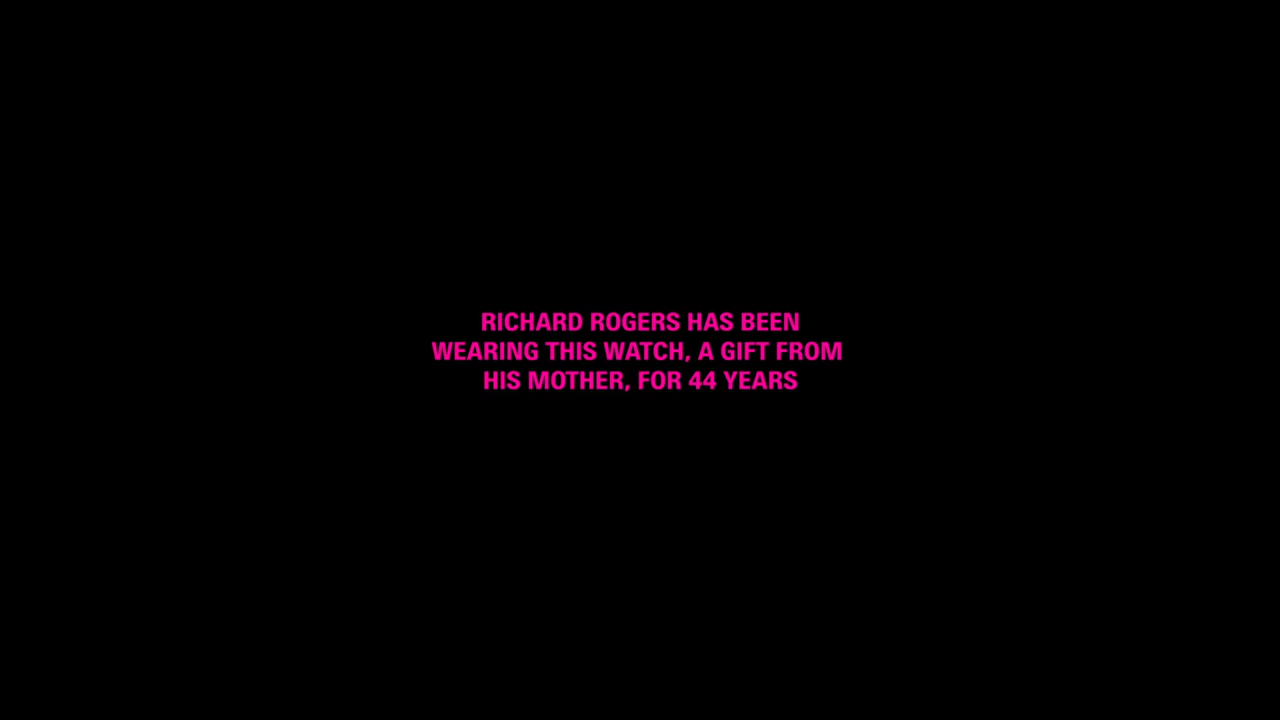 RICHARD ROGERS HAS BEEN
WEARING THIS WATCH, A GIFT FROM
HIS MOTHER, FOR 44 YEARS